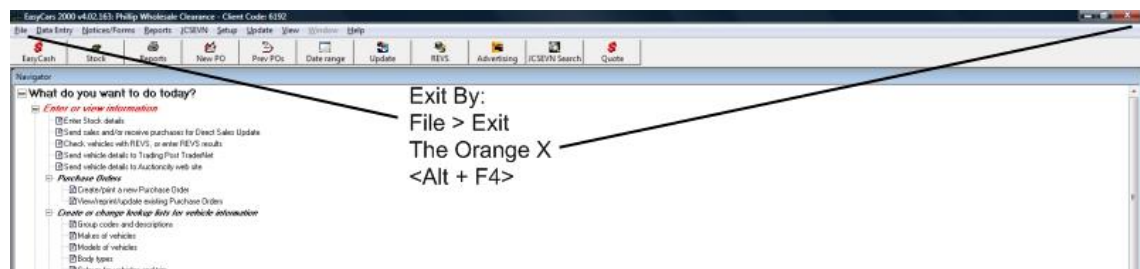 EasyCars 2000 v4.02.163: Phillip Wholesale Clearance - Client Code: 6192
File Data Entry Notices/Forms Reports JCSEVN Setup Update View Window Help
EasyCash Stock Reports New PO Prev POs Date range Update REVS Advertising JCSEVN Search Quote
Navigator
What do you want to do today?
Enter or view information
Enter Stock details
Send sales and/or receive purchases for Direct Sales Update
Check vehicles with REVS, or enter REVS results
Send vehicle details to Trading Post TraderNet
Send vehicle details to Auctioncity web site
Purchase Orders
Create/print a new Purchase Order
View/reprint/update existing Purchase Orders
Create or change lookup lists for vehicle information
Group codes and descriptions
Makes of vehicles
Models of vehicles
Body types
Exit By:
File > Exit
The Orange X
<Alt + F4>